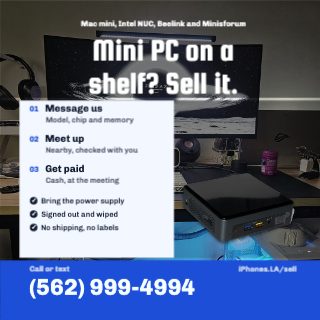 Mac mini, Intel NUC, Beelink and Minisforum
Mini PC on a
shelf? Sell it.
01 Message us
Model, chip and memory
02 Meet up
Nearby, checked with you
03 Get paid
Cash, at the meeting
Bring the power supply
Signed out and wiped
No shipping, no labels
Call or text
iPhones.LA/sell
(562) 999-4994